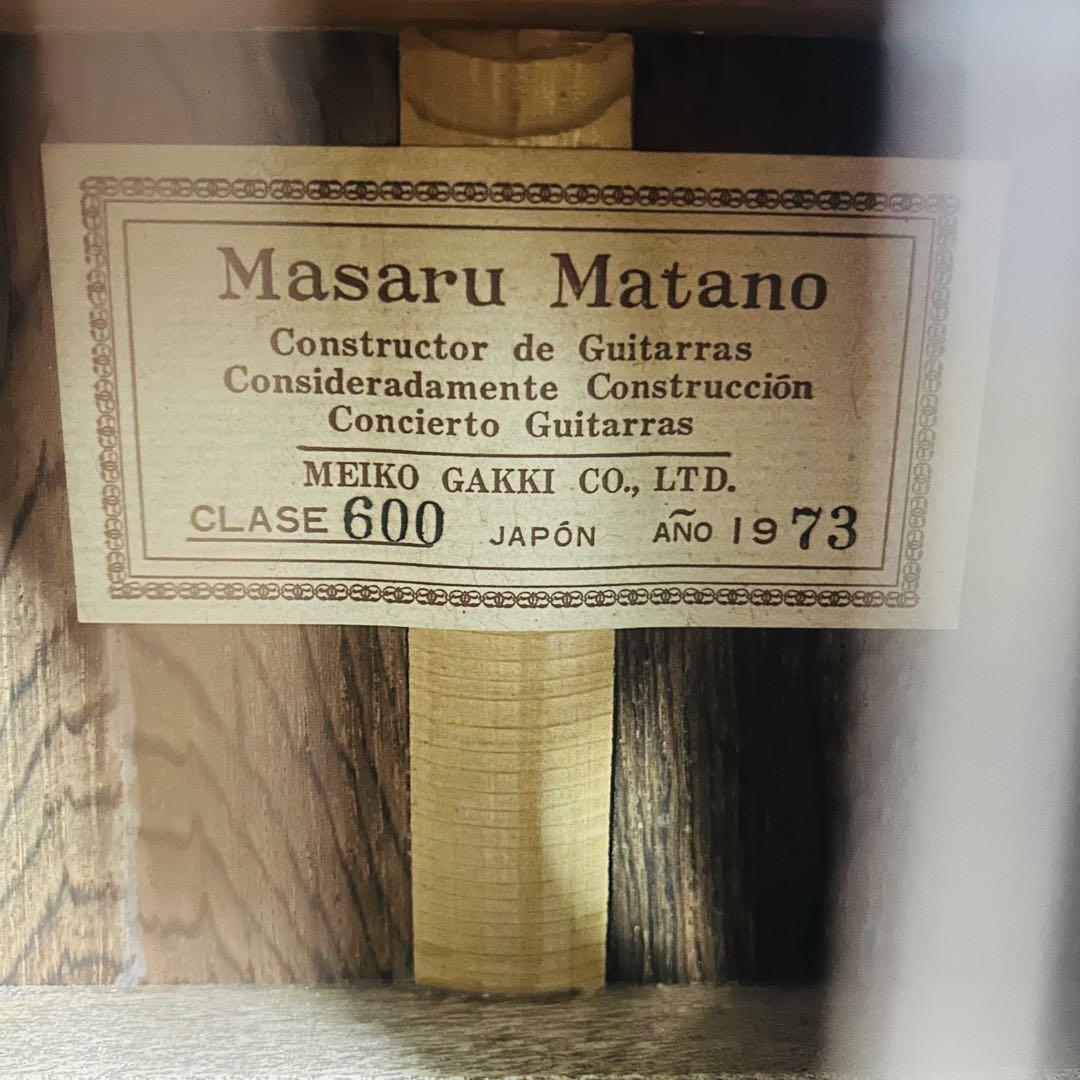 Masaru Matano
Constructor de Guitarras
Consideradamente Construcción
Concierto Guitarras
MEIKO GAKKI CO., LTD.
CLASE 600 JAPÓN AÑO 1973